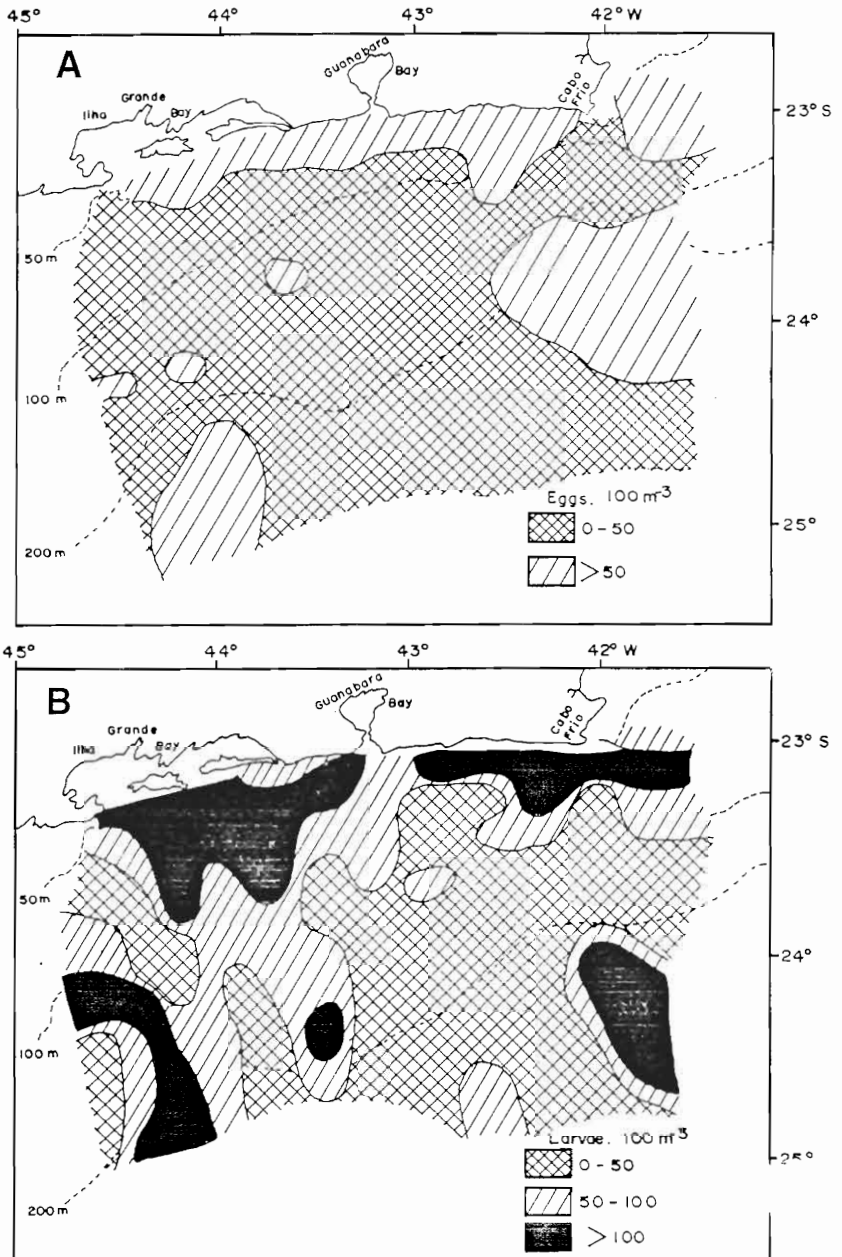 45° 44° 43° 42° W
A
Guanabara
Bay
Cabo
Frio
Ilha Grande Bay
23° S
50 m
24°
100 m
Eggs. 100 m-3
0-50
25°
200 m
>50
45° 44° 43° 42° W
B
Guanabara
Bay
Cabo
Frio
Ilha Grande Bay
23° S
50 m
24°
100 m
Larvae. 100 m-3
25°
0-50
50-100
200 m
>100